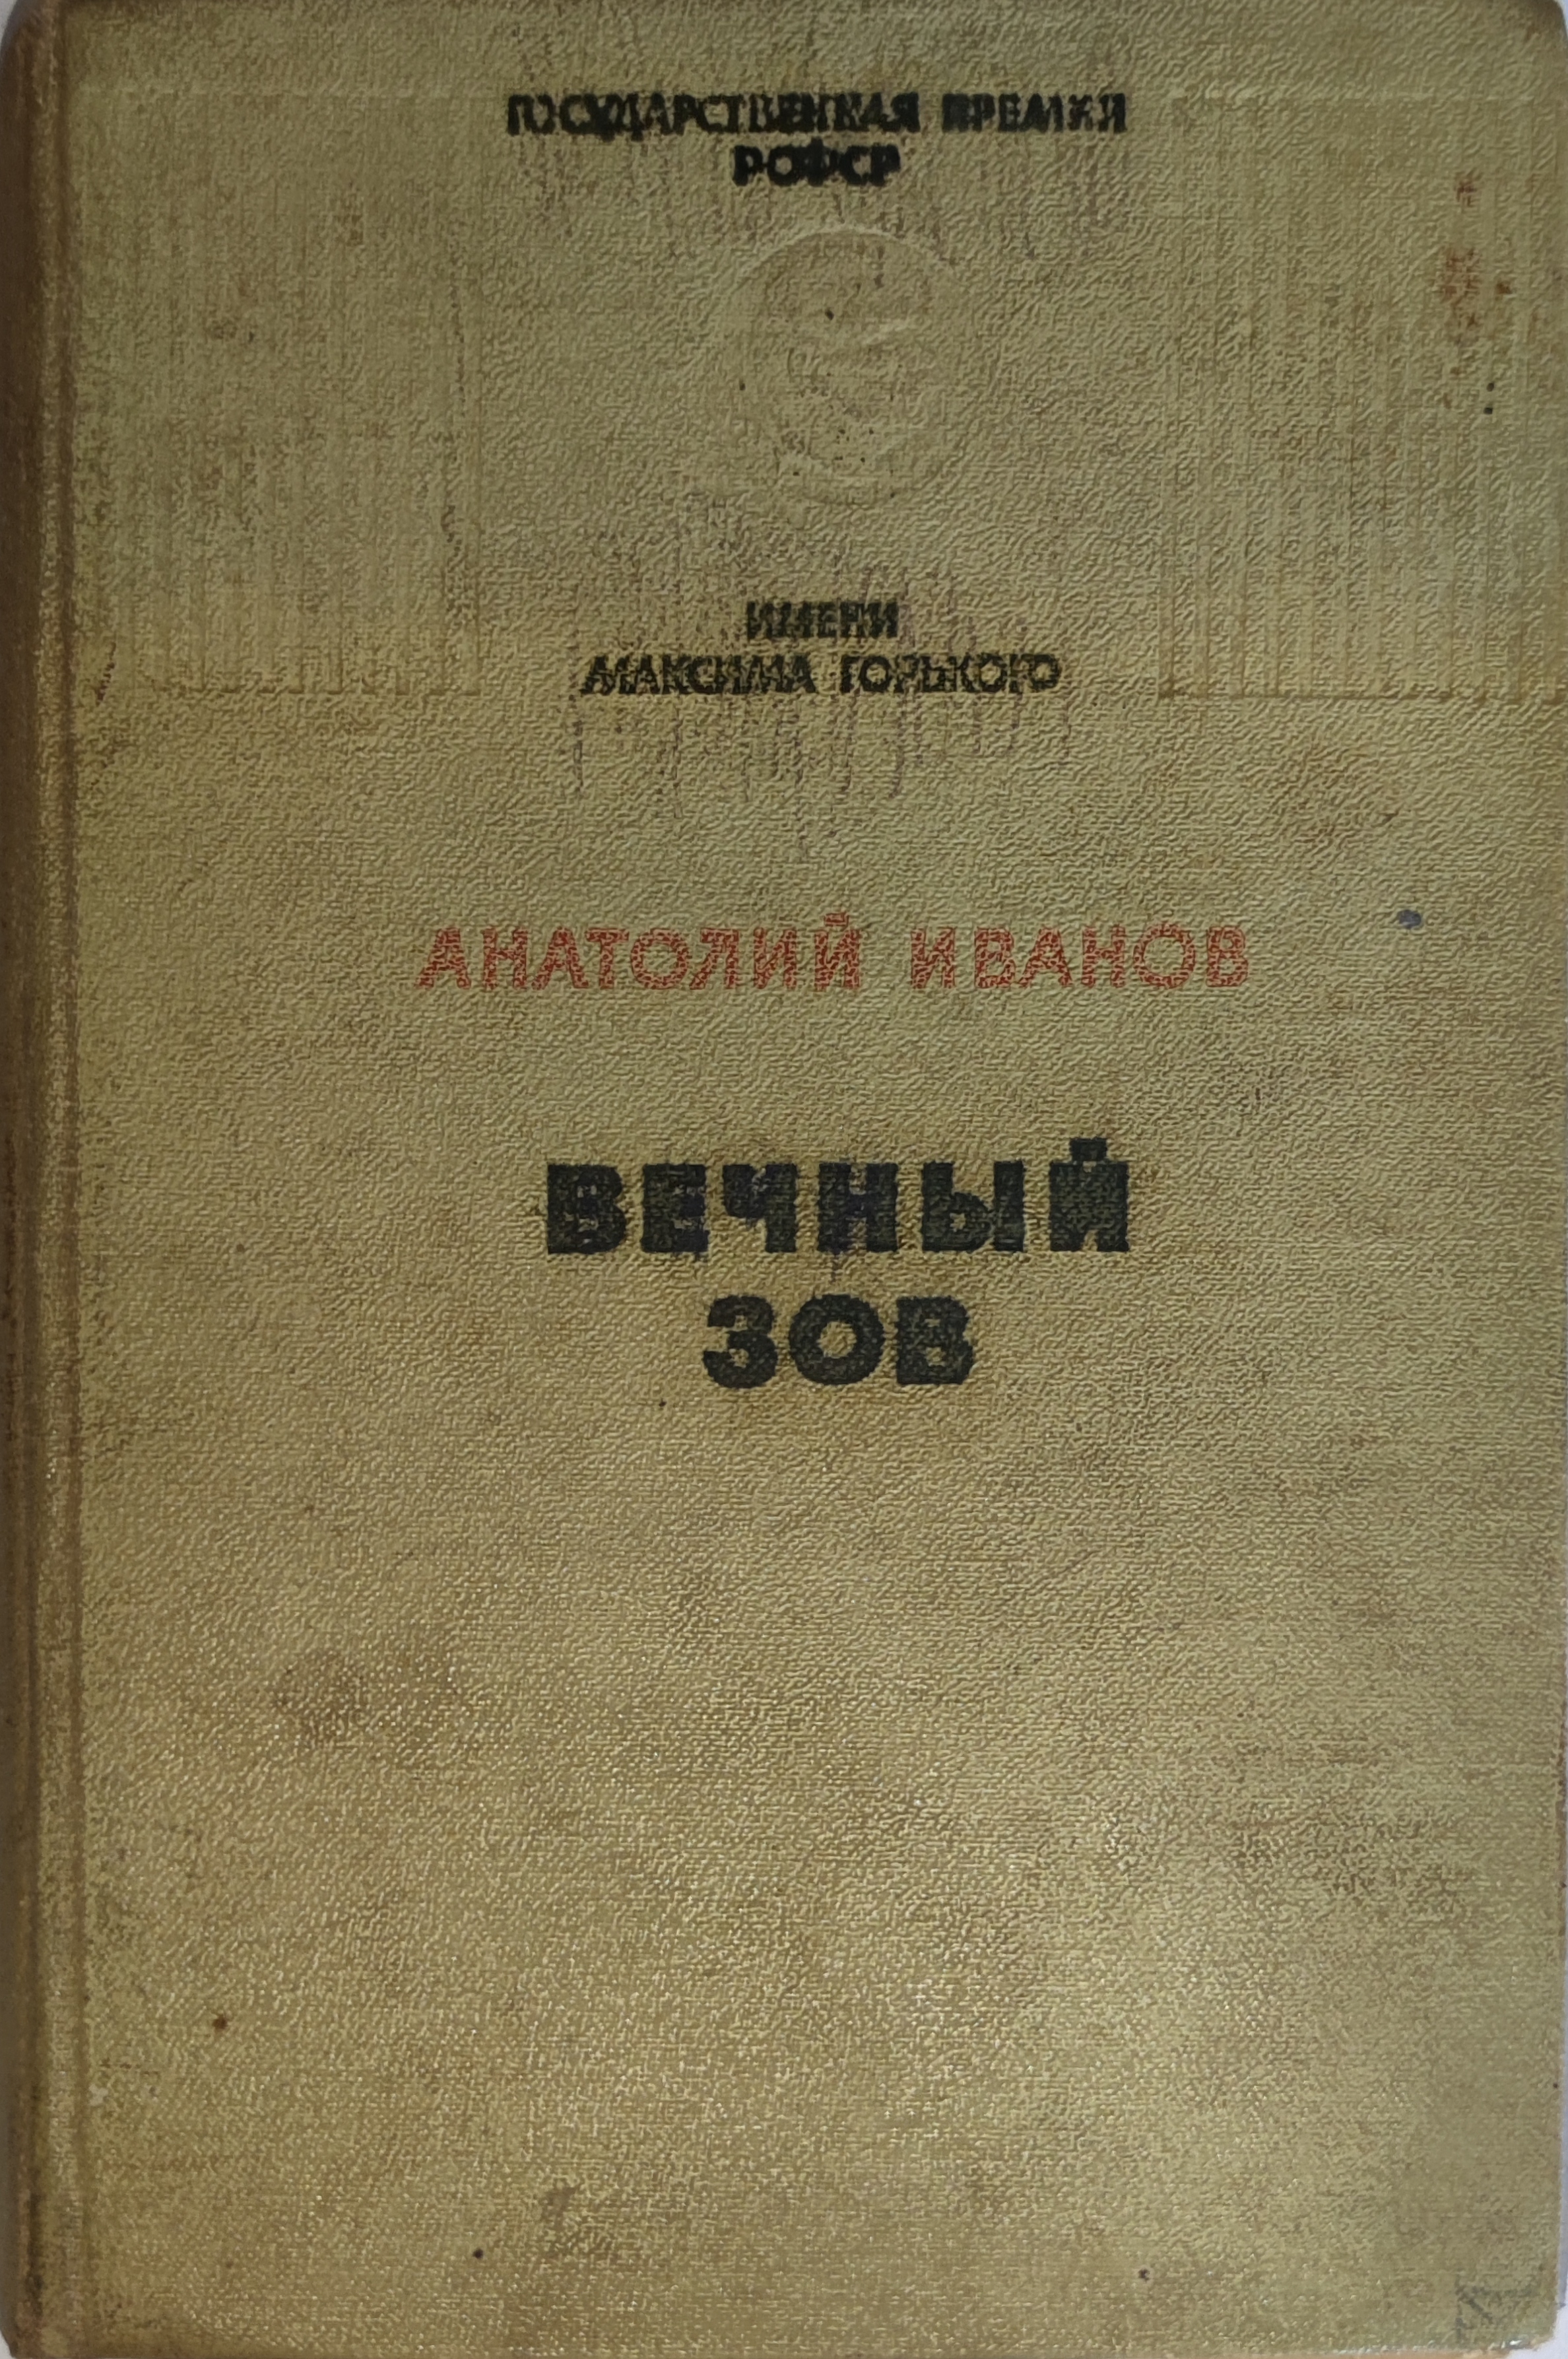 ГОСУДАРСТВЕННАЯ ПРЕМИЯ
РСФСР
ИМЕНИ
МАКСИМА ГОРЬКОГО
АНАТОЛИЙ ИВАНОВ
ВЕЧНЫЙ
ЗОВ